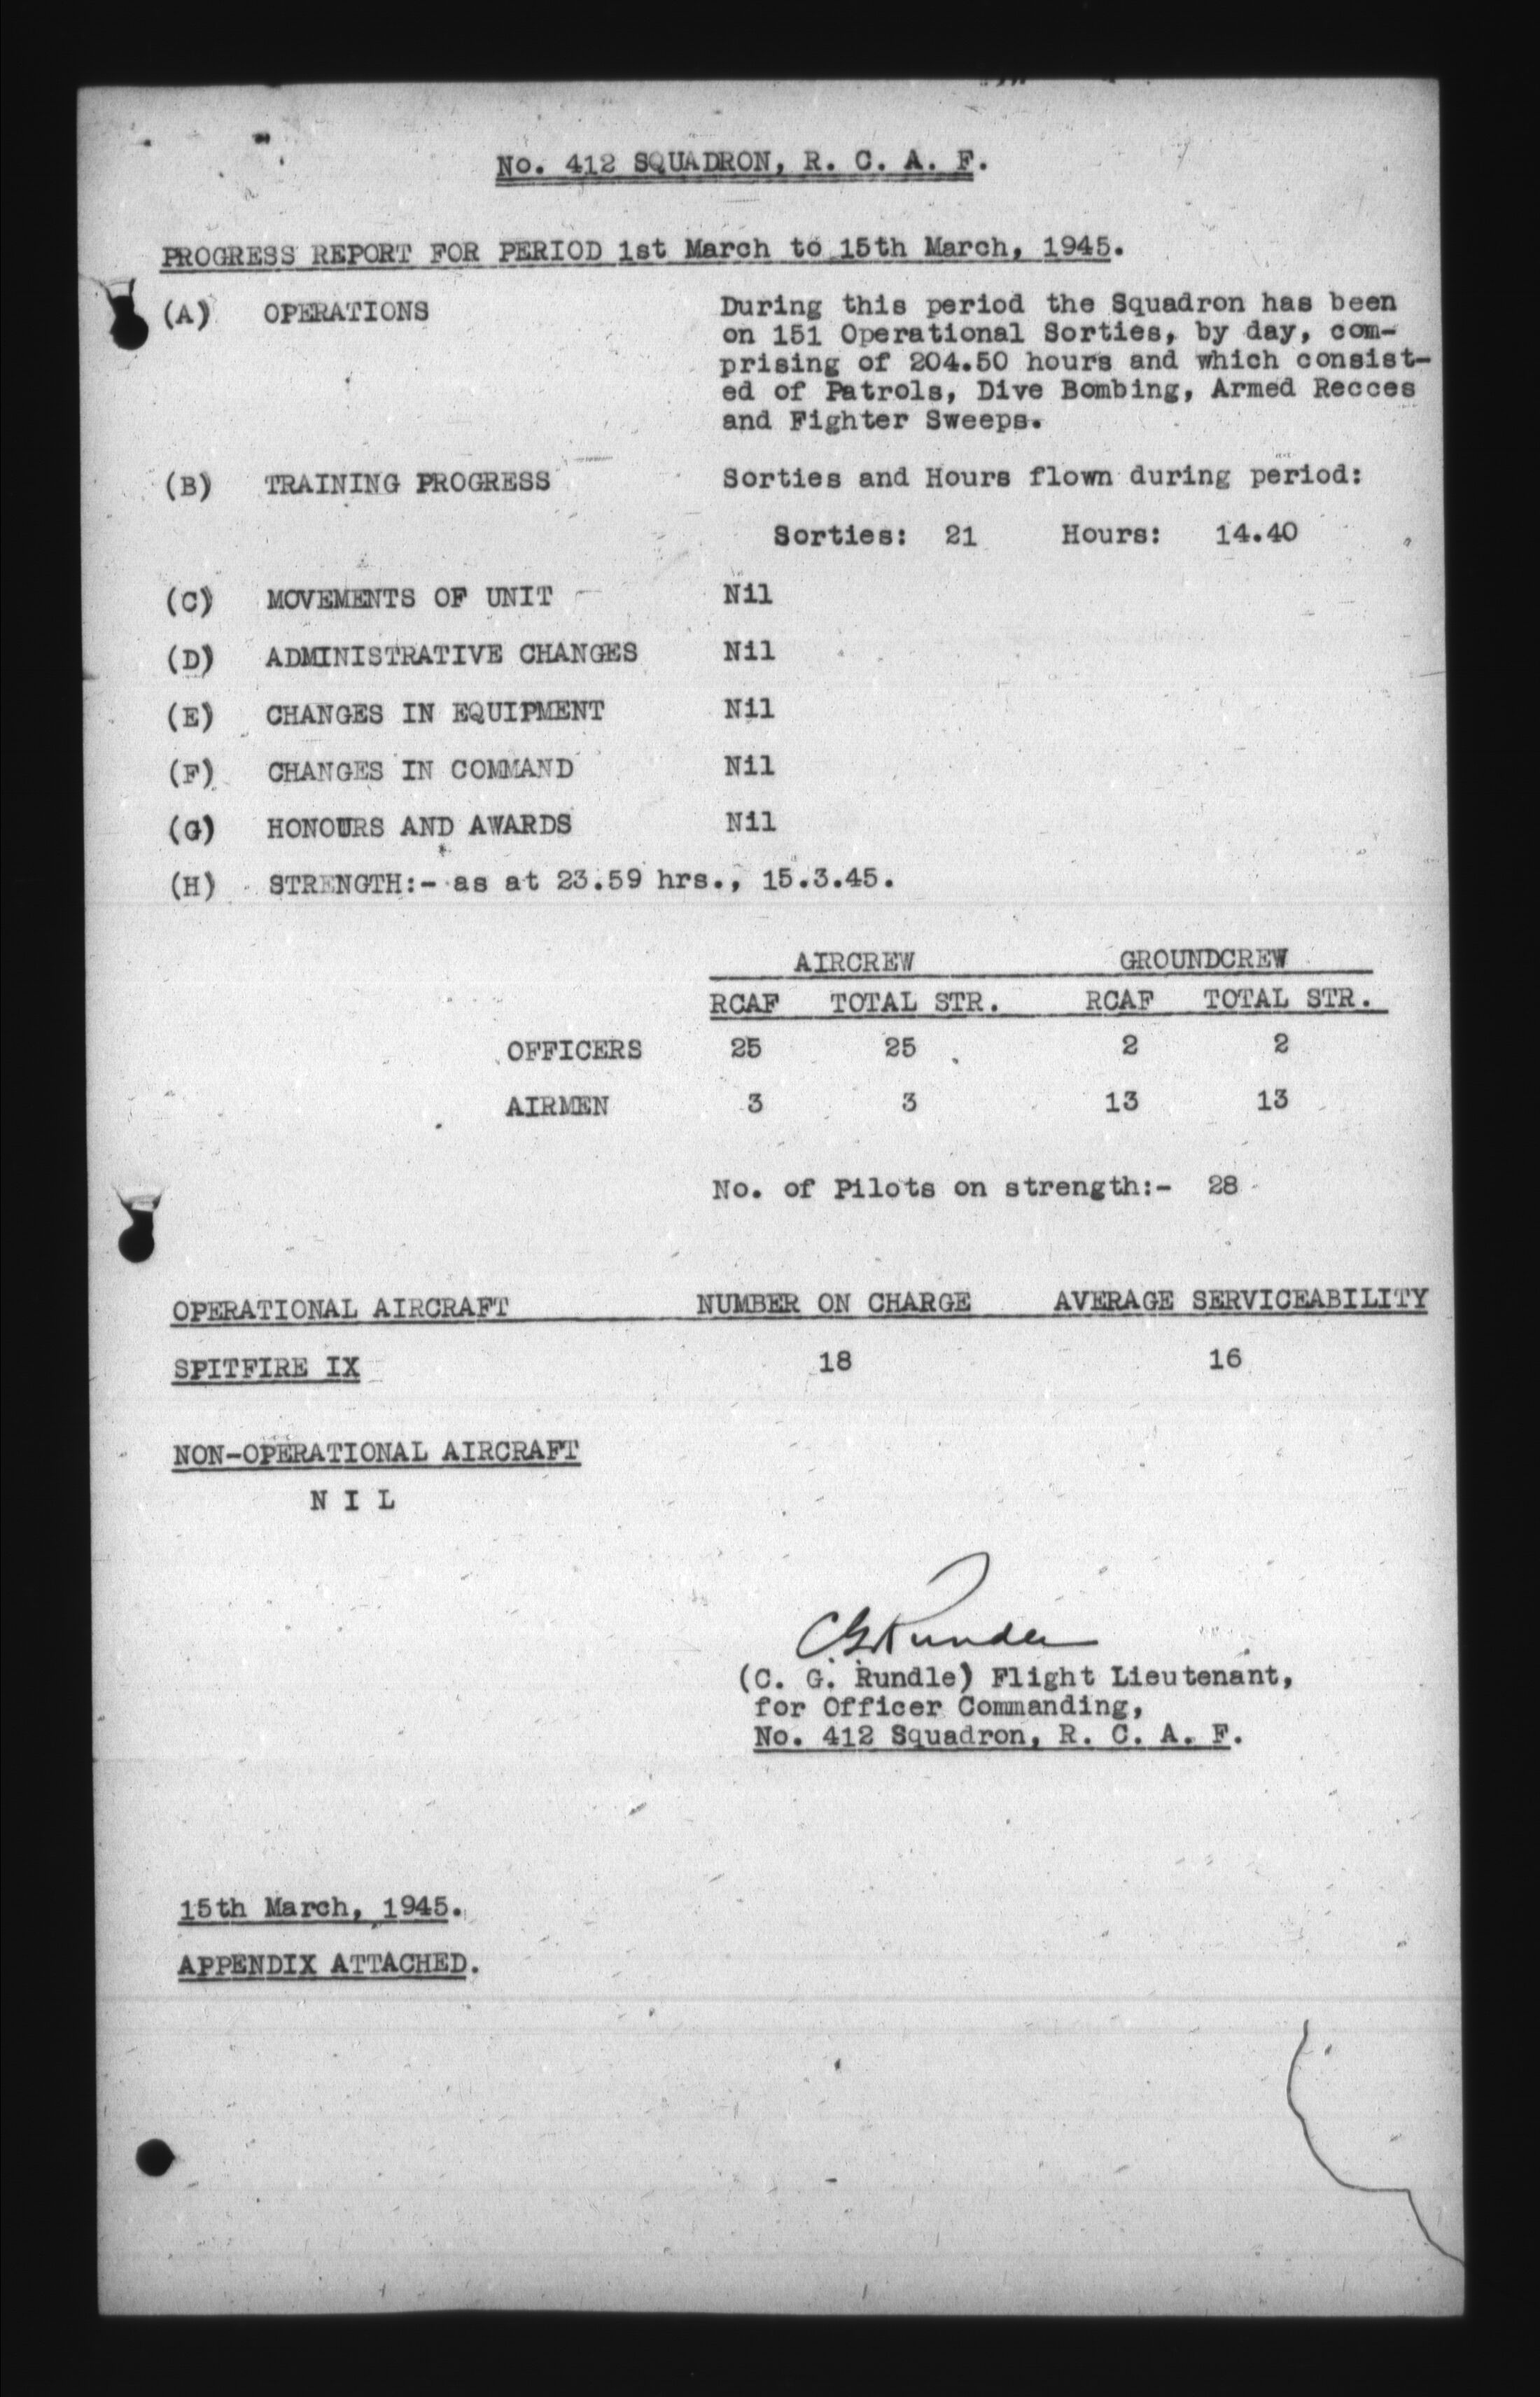 No. 412 SQUADRON, R. C. A. F.
PROGRESS REPORT FOR PERIOD 1st March to 15th March, 1945.
(A) OPERATIONS During this period the Squadron has been
on 151 Operational Sorties, by day, com-
prising of 204.50 hours and which consist-
ed of Patrols, Dive Bombing, Armed Recces
and Fighter Sweeps.
(B) TRAINING PROGRESS Sorties and Hours flown during period:
Sorties: 21 Hours: 14.40
(C) MOVEMENTS OF UNIT Nil
(D) ADMINISTRATIVE CHANGES Nil
(E) CHANGES IN EQUIPMENT Nil
(F) CHANGES IN COMMAND Nil
(G) HONOURS AND AWARDS Nil
(H) STRENGTH:- as at 23.59 hrs., 15.3.45.
AIRCREW GROUNDCREW
RCAF TOTAL STR. RCAF TOTAL STR.
OFFICERS 25 25 2 2
AIRMEN 3 3 13 13
No. of Pilots on strength:- 28
OPERATIONAL AIRCRAFT NUMBER ON CHARGE AVERAGE SERVICEABILITY
SPITFIRE IX 18 16
NON-OPERATIONAL AIRCRAFT
N I L
CG Rundle
(C. G. Rundle) Flight Lieutenant,
for Officer Commanding,
No. 412 Squadron, R. C. A. F.
15th March, 1945.
APPENDIX ATTACHED.